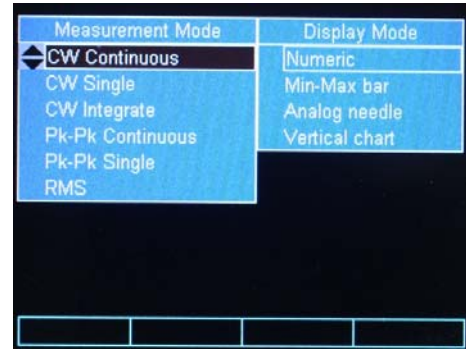 Measurement Mode
CW Continuous
CW Single
CW Integrate
Pk-Pk Continuous
Pk-Pk Single
RMS
Display Mode
Numeric
Min-Max bar
Analog needle
Vertical chart